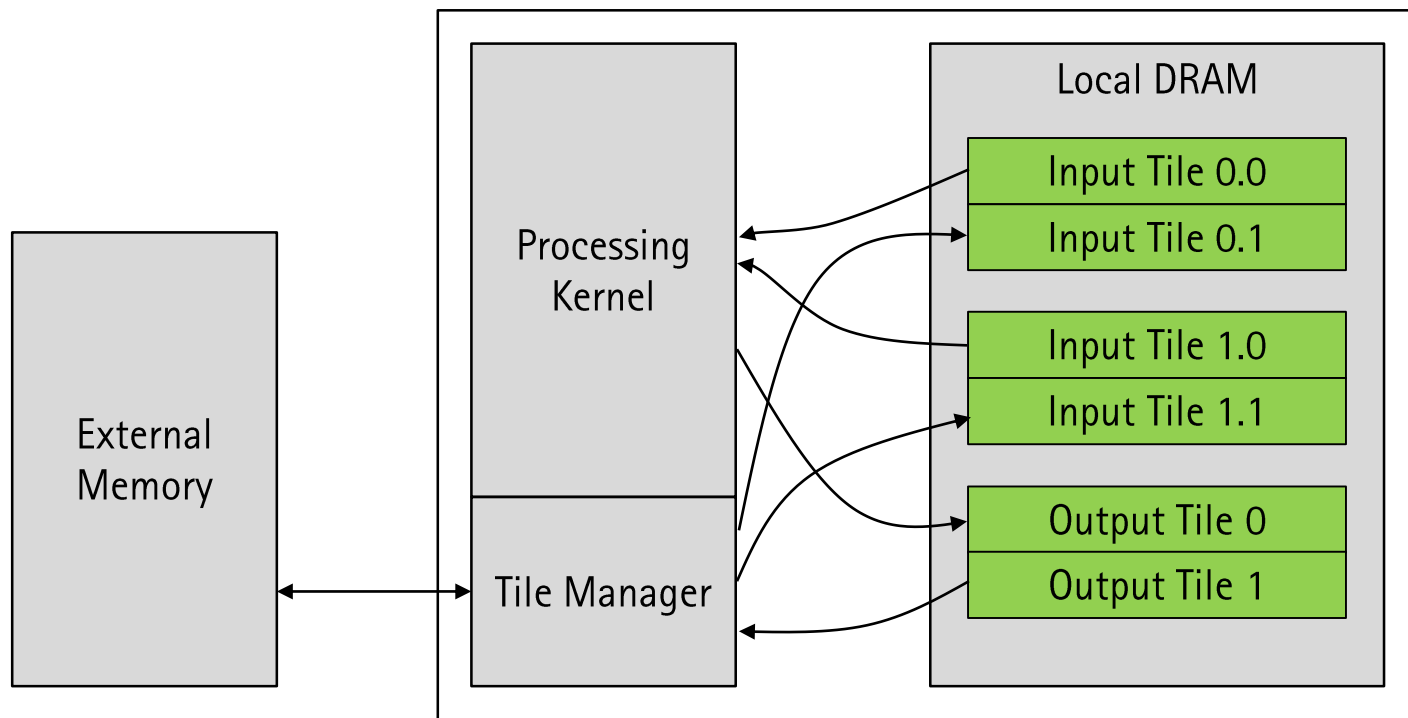 External
Memory
Processing
Kernel
Tile Manager
Local DRAM
Input Tile 0.0
Input Tile 0.1
Input Tile 1.0
Input Tile 1.1
Output Tile 0
Output Tile 1